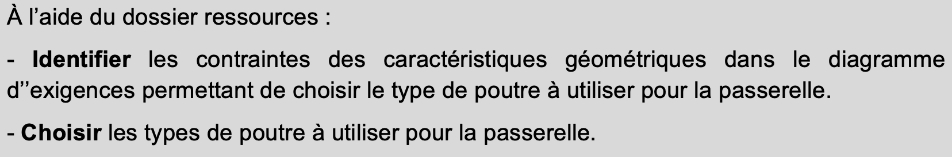 À l’aide du dossier ressources :
- Identifier les contraintes des caractéristiques géométriques dans le diagramme
d’’exigences permettant de choisir le type de poutre à utiliser pour la passerelle.
- Choisir les types de poutre à utiliser pour la passerelle.